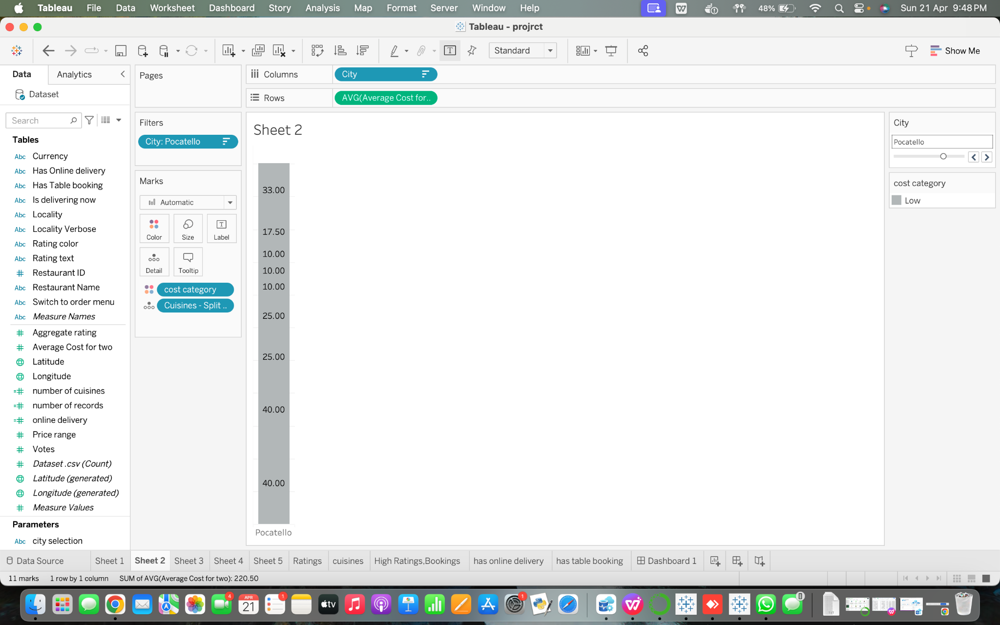 Tableau File Data Worksheet Dashboard Story Analysis Map Format Server Window Help 48% Sun 21 Apr 9:48 PM
Tableau - projrct
Standard Show Me
Data Analytics
Dataset
Search
Tables
Abc Currency
Abc Has Online delivery
Abc Has Table booking
Abc Is delivering now
Abc Locality
Abc Locality Verbose
Abc Rating color
Abc Rating text
# Restaurant ID
Abc Restaurant Name
Abc Switch to order menu
Abc Measure Names
# Aggregate rating
# Average Cost for two
Latitude
Longitude
=# number of cuisines
=# number of records
=# online delivery
# Price range
# Votes
# Dataset .csv (Count)
Latitude (generated)
Longitude (generated)
# Measure Values
Parameters
Abc city selection
Pages
Filters
City: Pocatello
Marks
Automatic
Color Size Label
Detail Tooltip
cost category
Cuisines - Split ..
Columns City
Rows AVG(Average Cost for..
Sheet 2
33.00
17.50
10.00
10.00
10.00
25.00
25.00
40.00
40.00
Pocatello
City
Pocatello
cost category
Low
Data Source Sheet 1 Sheet 2 Sheet 3 Sheet 4 Sheet 5 Ratings cuisines High Ratings,Bookings has online delivery has table booking Dashboard 1
11 marks 1 row by 1 column SUM of AVG(Average Cost for two): 220.50
4 APR 21 1 tv 1 TXT